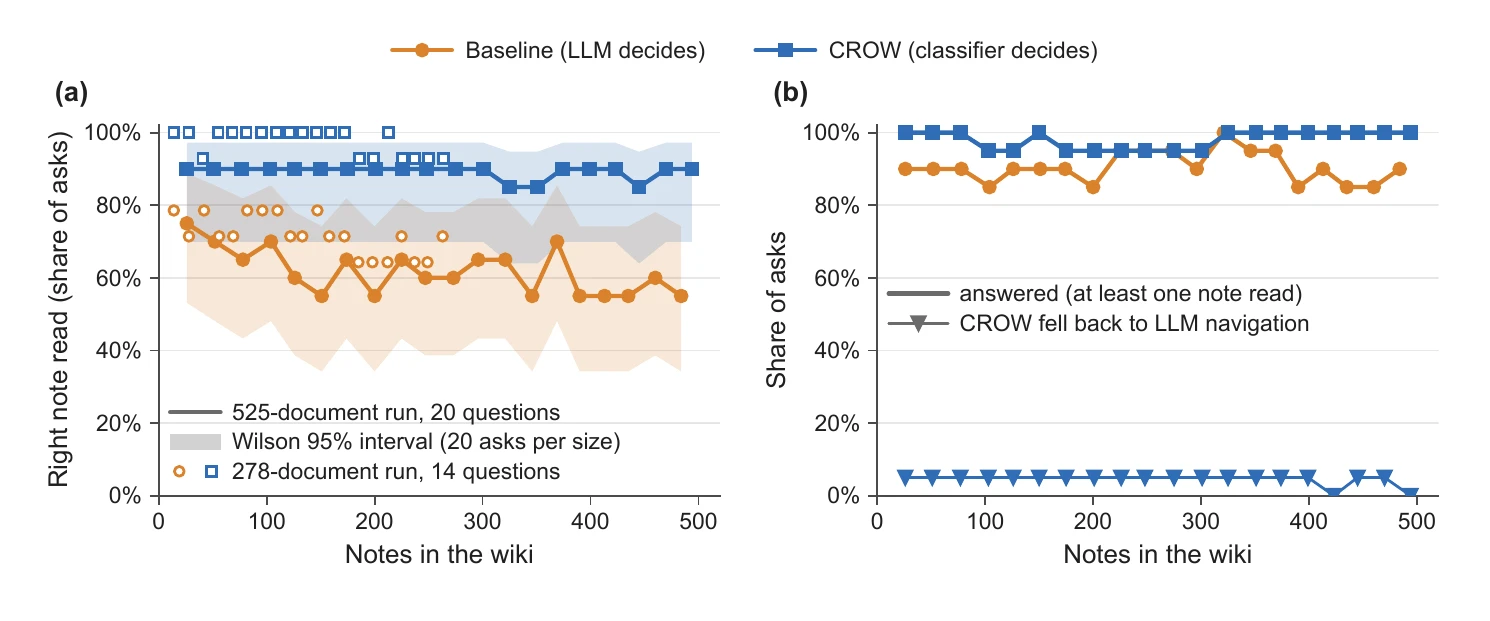 Baseline (LLM decides) CROW (classifier decides)
(a)
Right note read (share of asks)
100%
80%
60%
40%
20%
0%
525-document run, 20 questions
Wilson 95% interval (20 asks per size)
278-document run, 14 questions
0 100 200 300 400 500
Notes in the wiki
(b)
Share of asks
100%
80%
60%
40%
20%
0%
answered (at least one note read)
CROW fell back to LLM navigation
0 100 200 300 400 500
Notes in the wiki